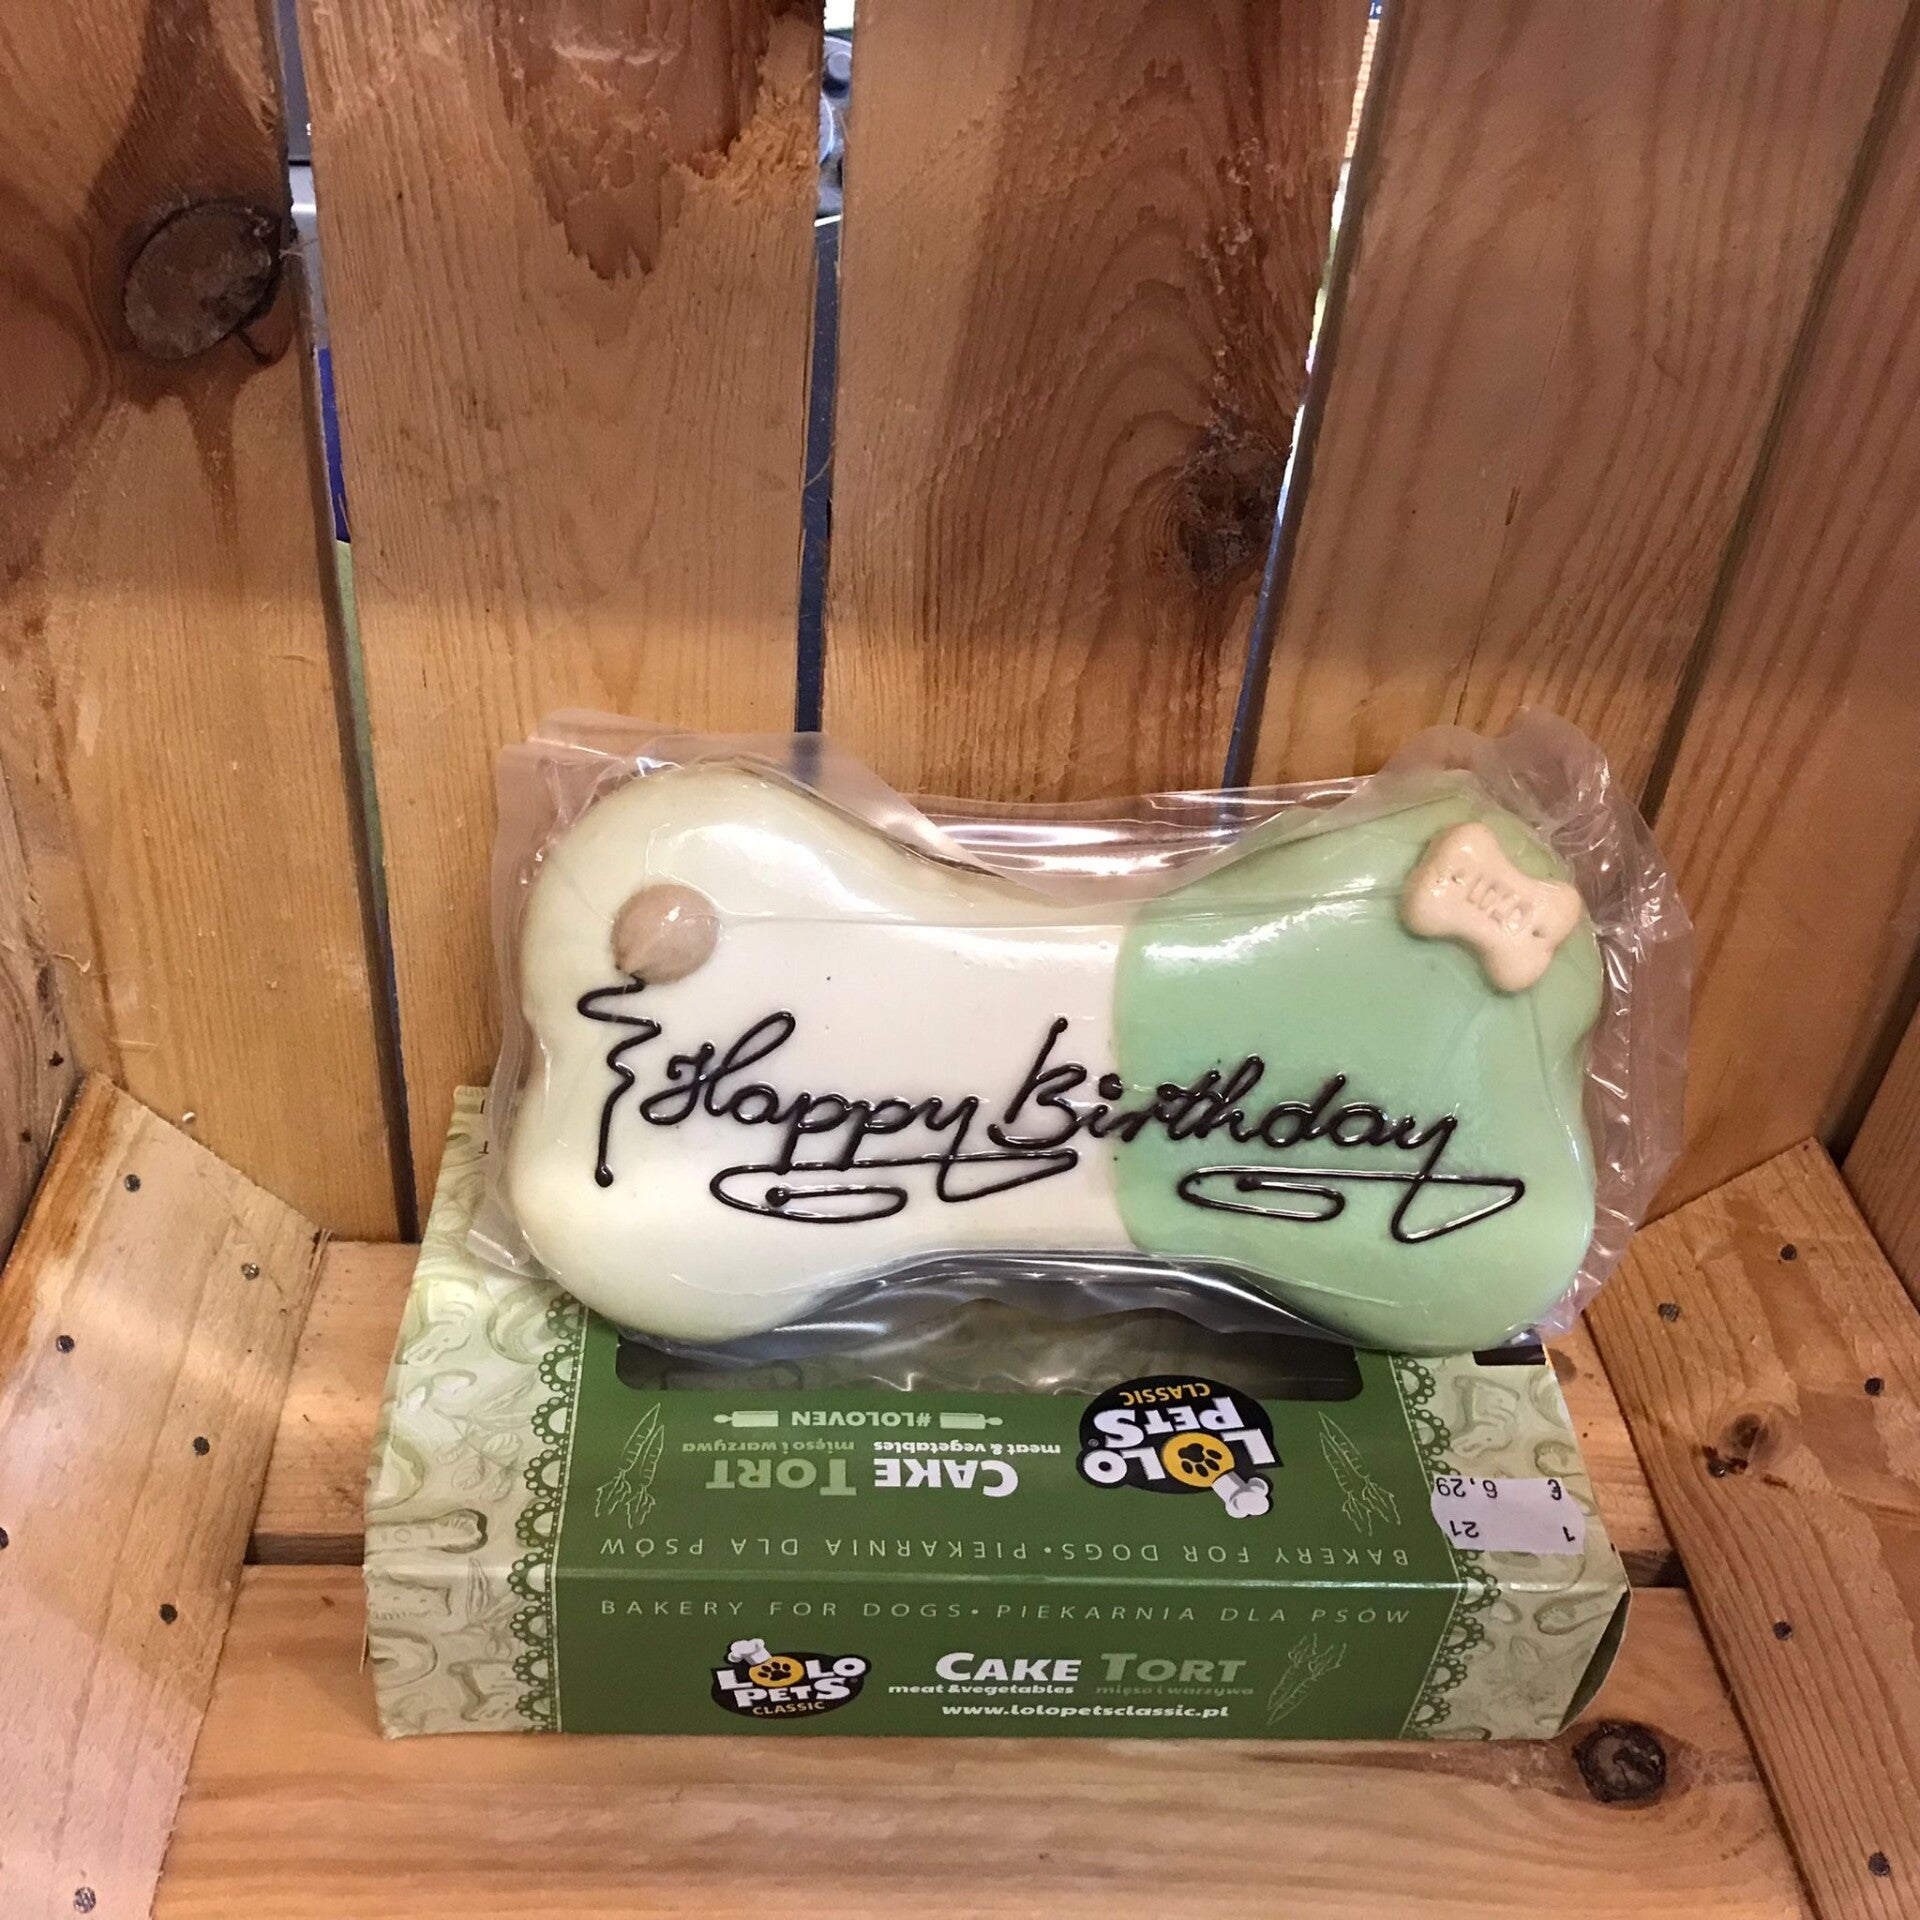 LOLO
Happy Birthday
LOLO
PETS
CLASSIC
#LOLOVEN
CAKE TORT
meat & vegetables mięso i warzywa
€ 6,29
1 21
BAKERY FOR DOGS • PIEKARNIA DLA PSÓW
BAKERY FOR DOGS • PIEKARNIA DLA PSÓW
LOLO
PETS
CLASSIC
CAKE TORT
meat & vegetables mięso i warzywa
www.lolopetsclassic.pl